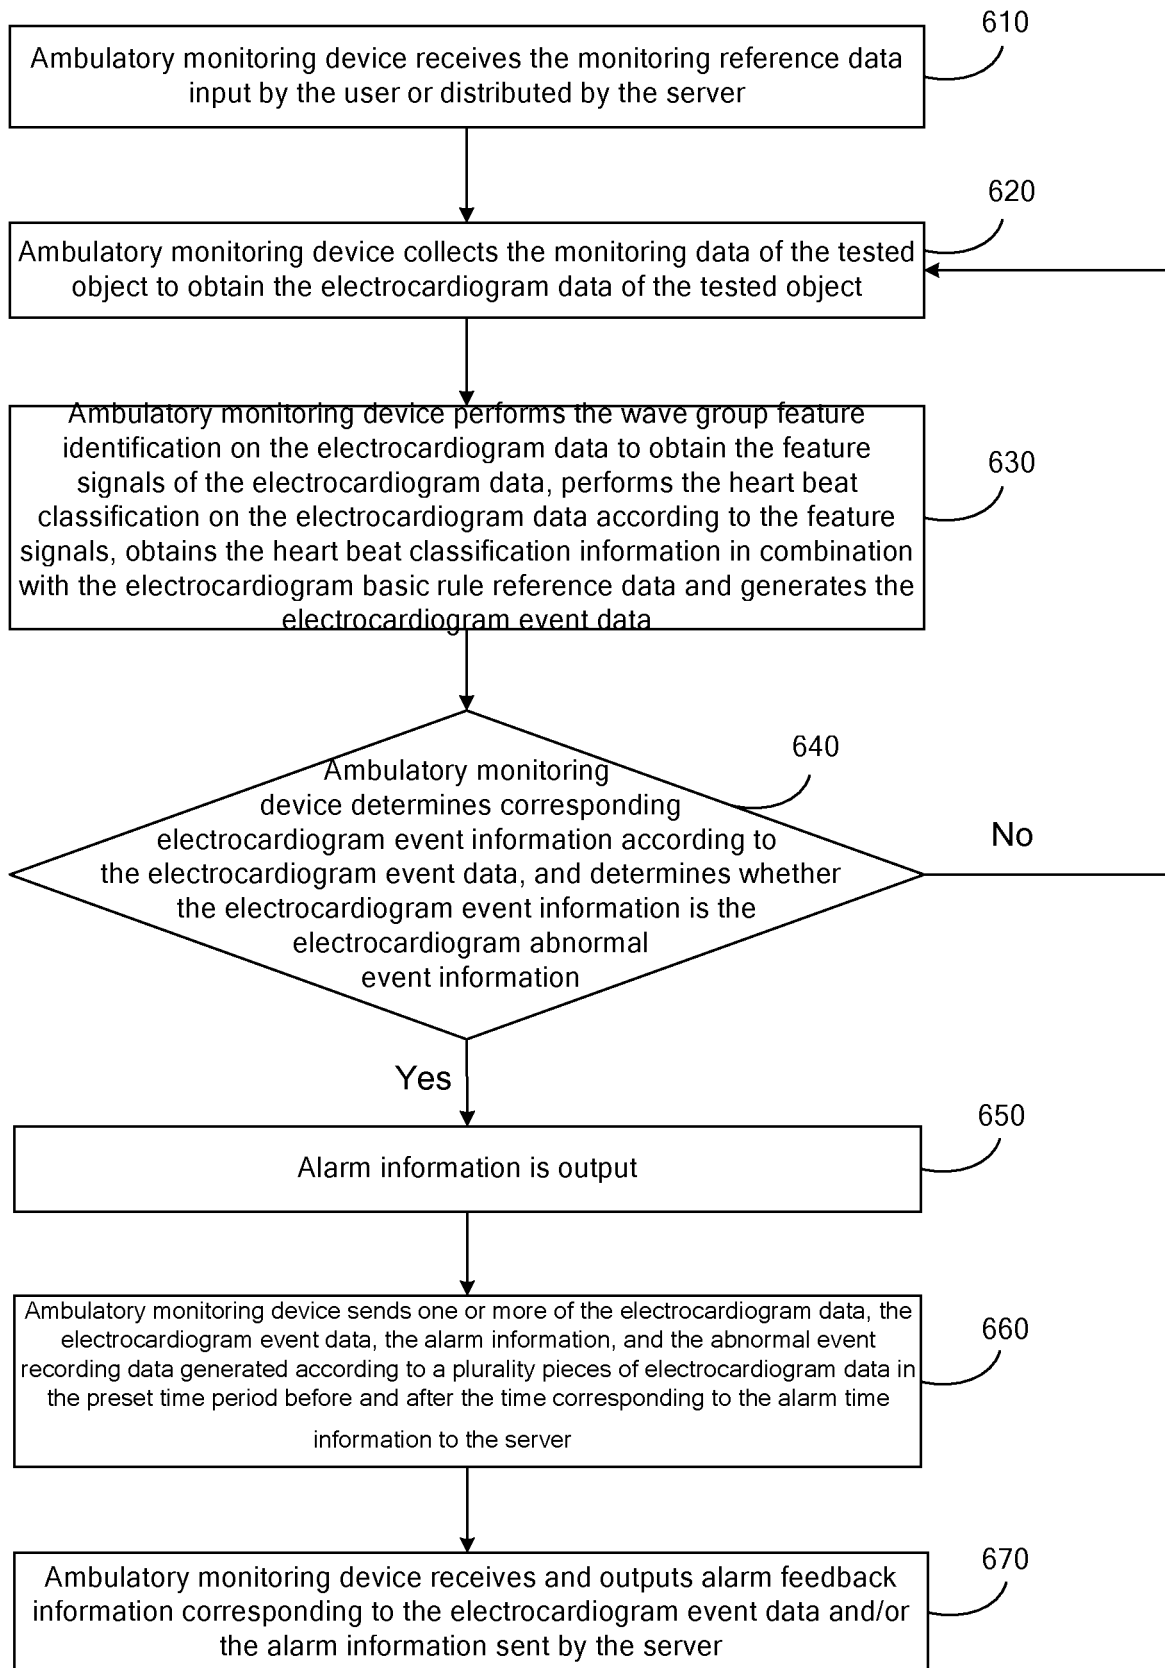 610
Ambulatory monitoring device receives the monitoring reference data
input by the user or distributed by the server
620
Ambulatory monitoring device collects the monitoring data of the tested
object to obtain the electrocardiogram data of the tested object
Ambulatory monitoring device performs the wave group feature
identification on the electrocardiogram data to obtain the feature
signals of the electrocardiogram data, performs the heart beat
classification on the electrocardiogram data according to the feature
signals, obtains the heart beat classification information in combination
with the electrocardiogram basic rule reference data and generates the
electrocardiogram event data
630
640
Ambulatory monitoring
device determines corresponding
electrocardiogram event information according to
the electrocardiogram event data, and determines whether
the electrocardiogram event information is the
electrocardiogram abnormal
event information
No
Yes
650
Alarm information is output
Ambulatory monitoring device sends one or more of the electrocardiogram data, the
electrocardiogram event data, the alarm information, and the abnormal event
recording data generated according to a plurality pieces of electrocardiogram data in
the preset time period before and after the time corresponding to the alarm time
information to the server
660
670
Ambulatory monitoring device receives and outputs alarm feedback
information corresponding to the electrocardiogram event data and/or
the alarm information sent by the server